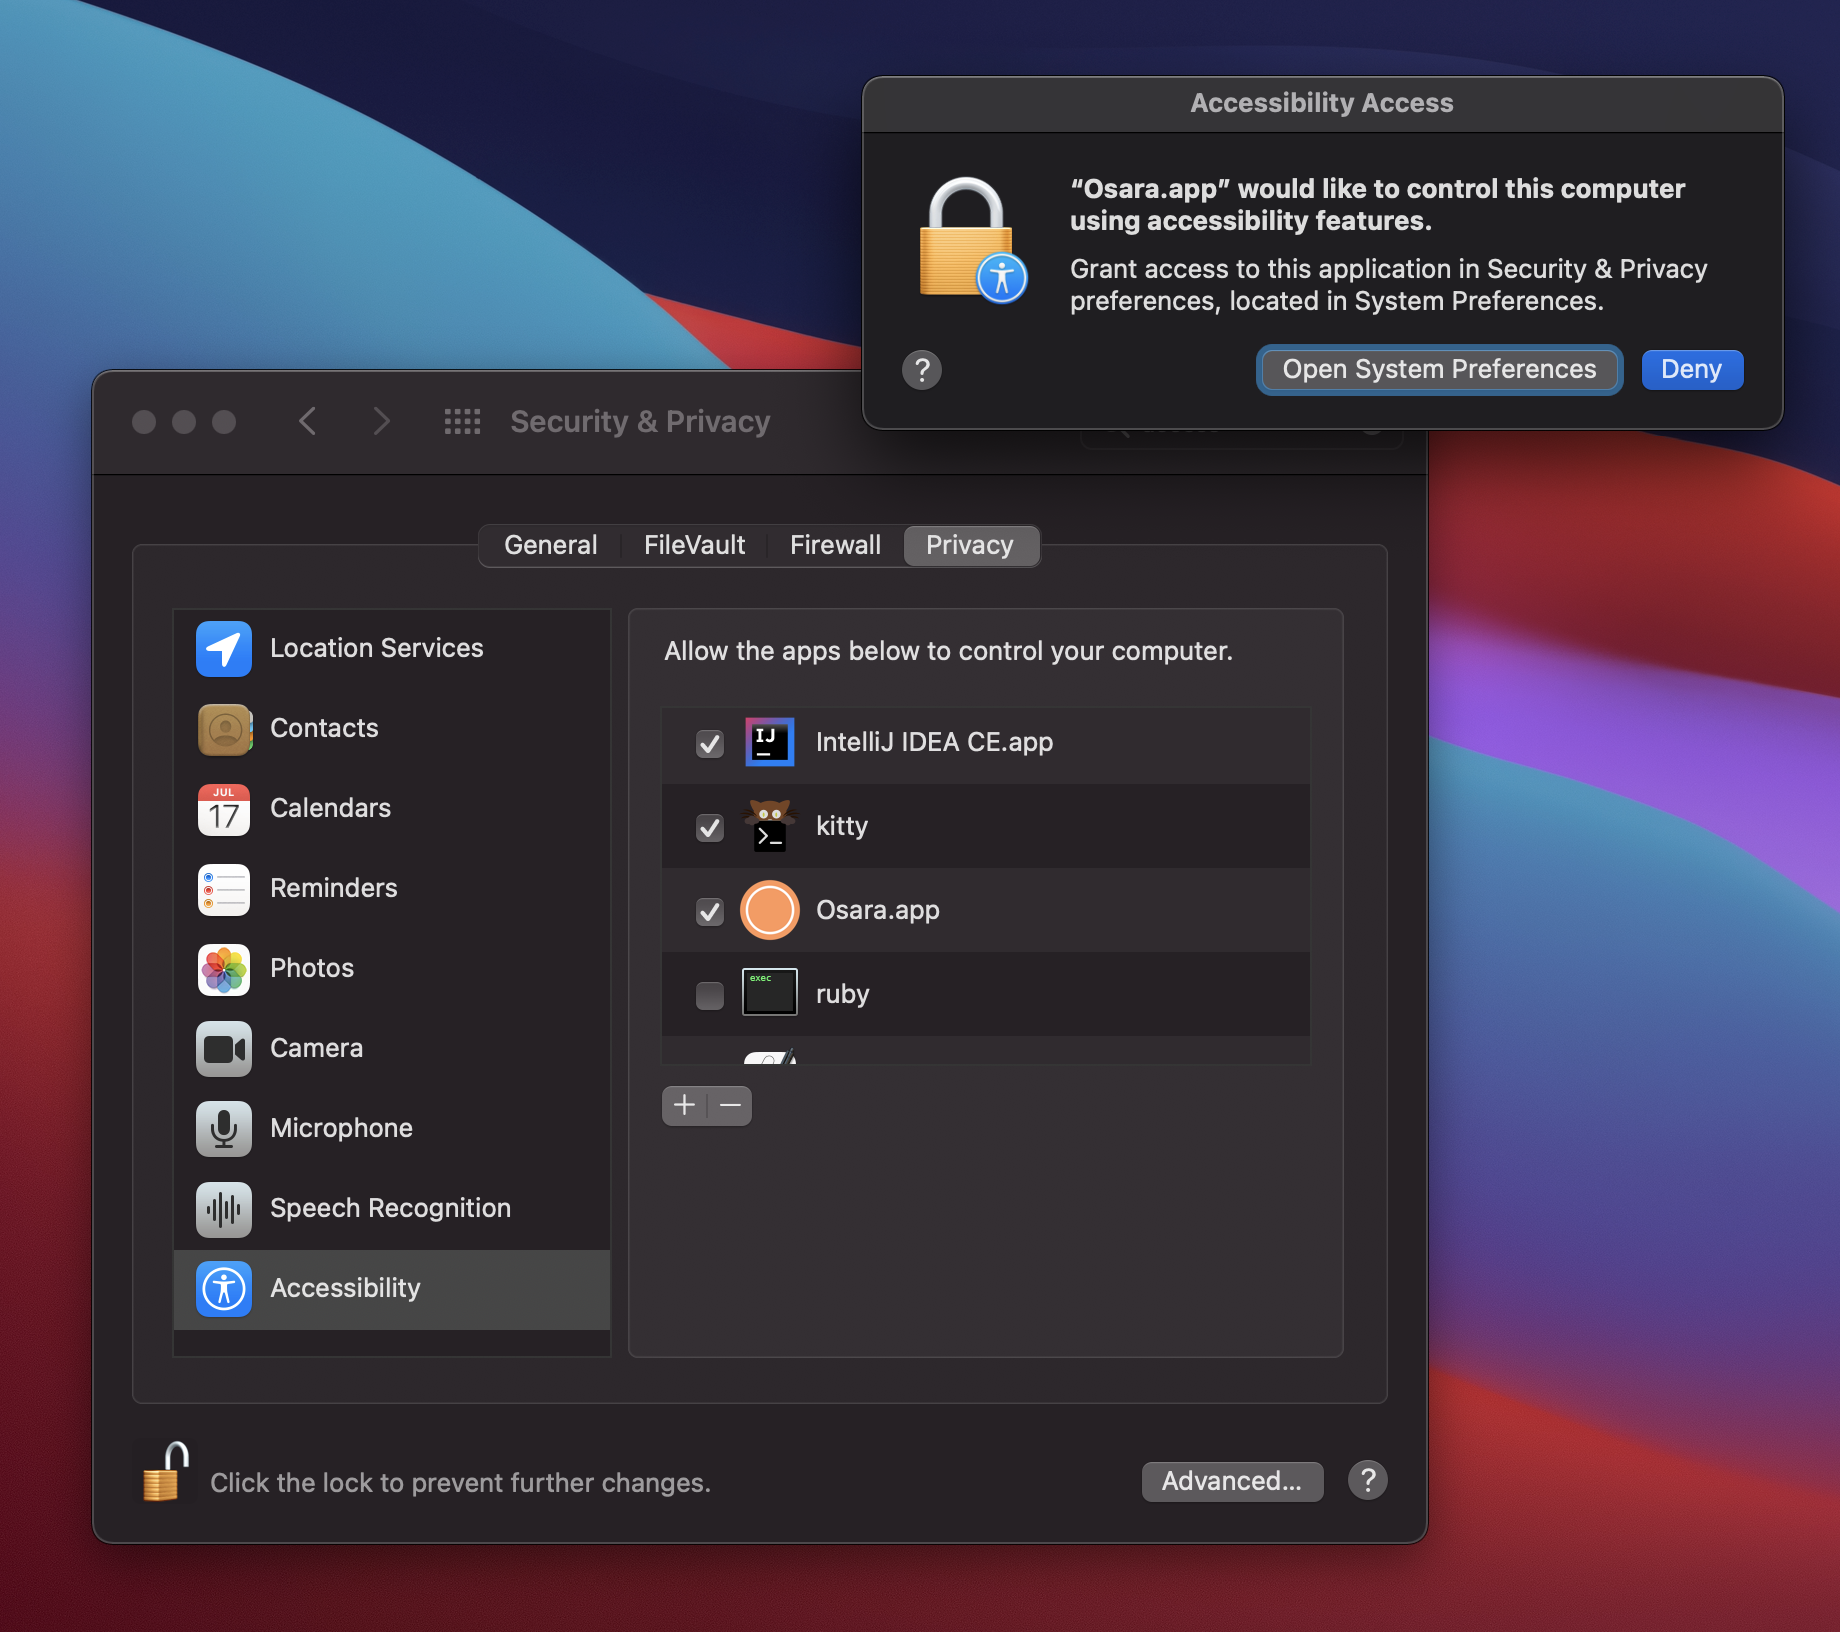 Accessibility Access
“Osara.app” would like to control this computer
using accessibility features.
Grant access to this application in Security & Privacy
preferences, located in System Preferences.
?
Open System Preferences
Deny
Security & Privacy
General
FileVault
Firewall
Privacy
Location Services
Contacts
JUL
17
Calendars
Reminders
Photos
Camera
Microphone
Speech Recognition
Accessibility
Allow the apps below to control your computer.
IJ
IntelliJ IDEA CE.app
>_
kitty
Osara.app
exec
ruby
+
−
Click the lock to prevent further changes.
Advanced...
?